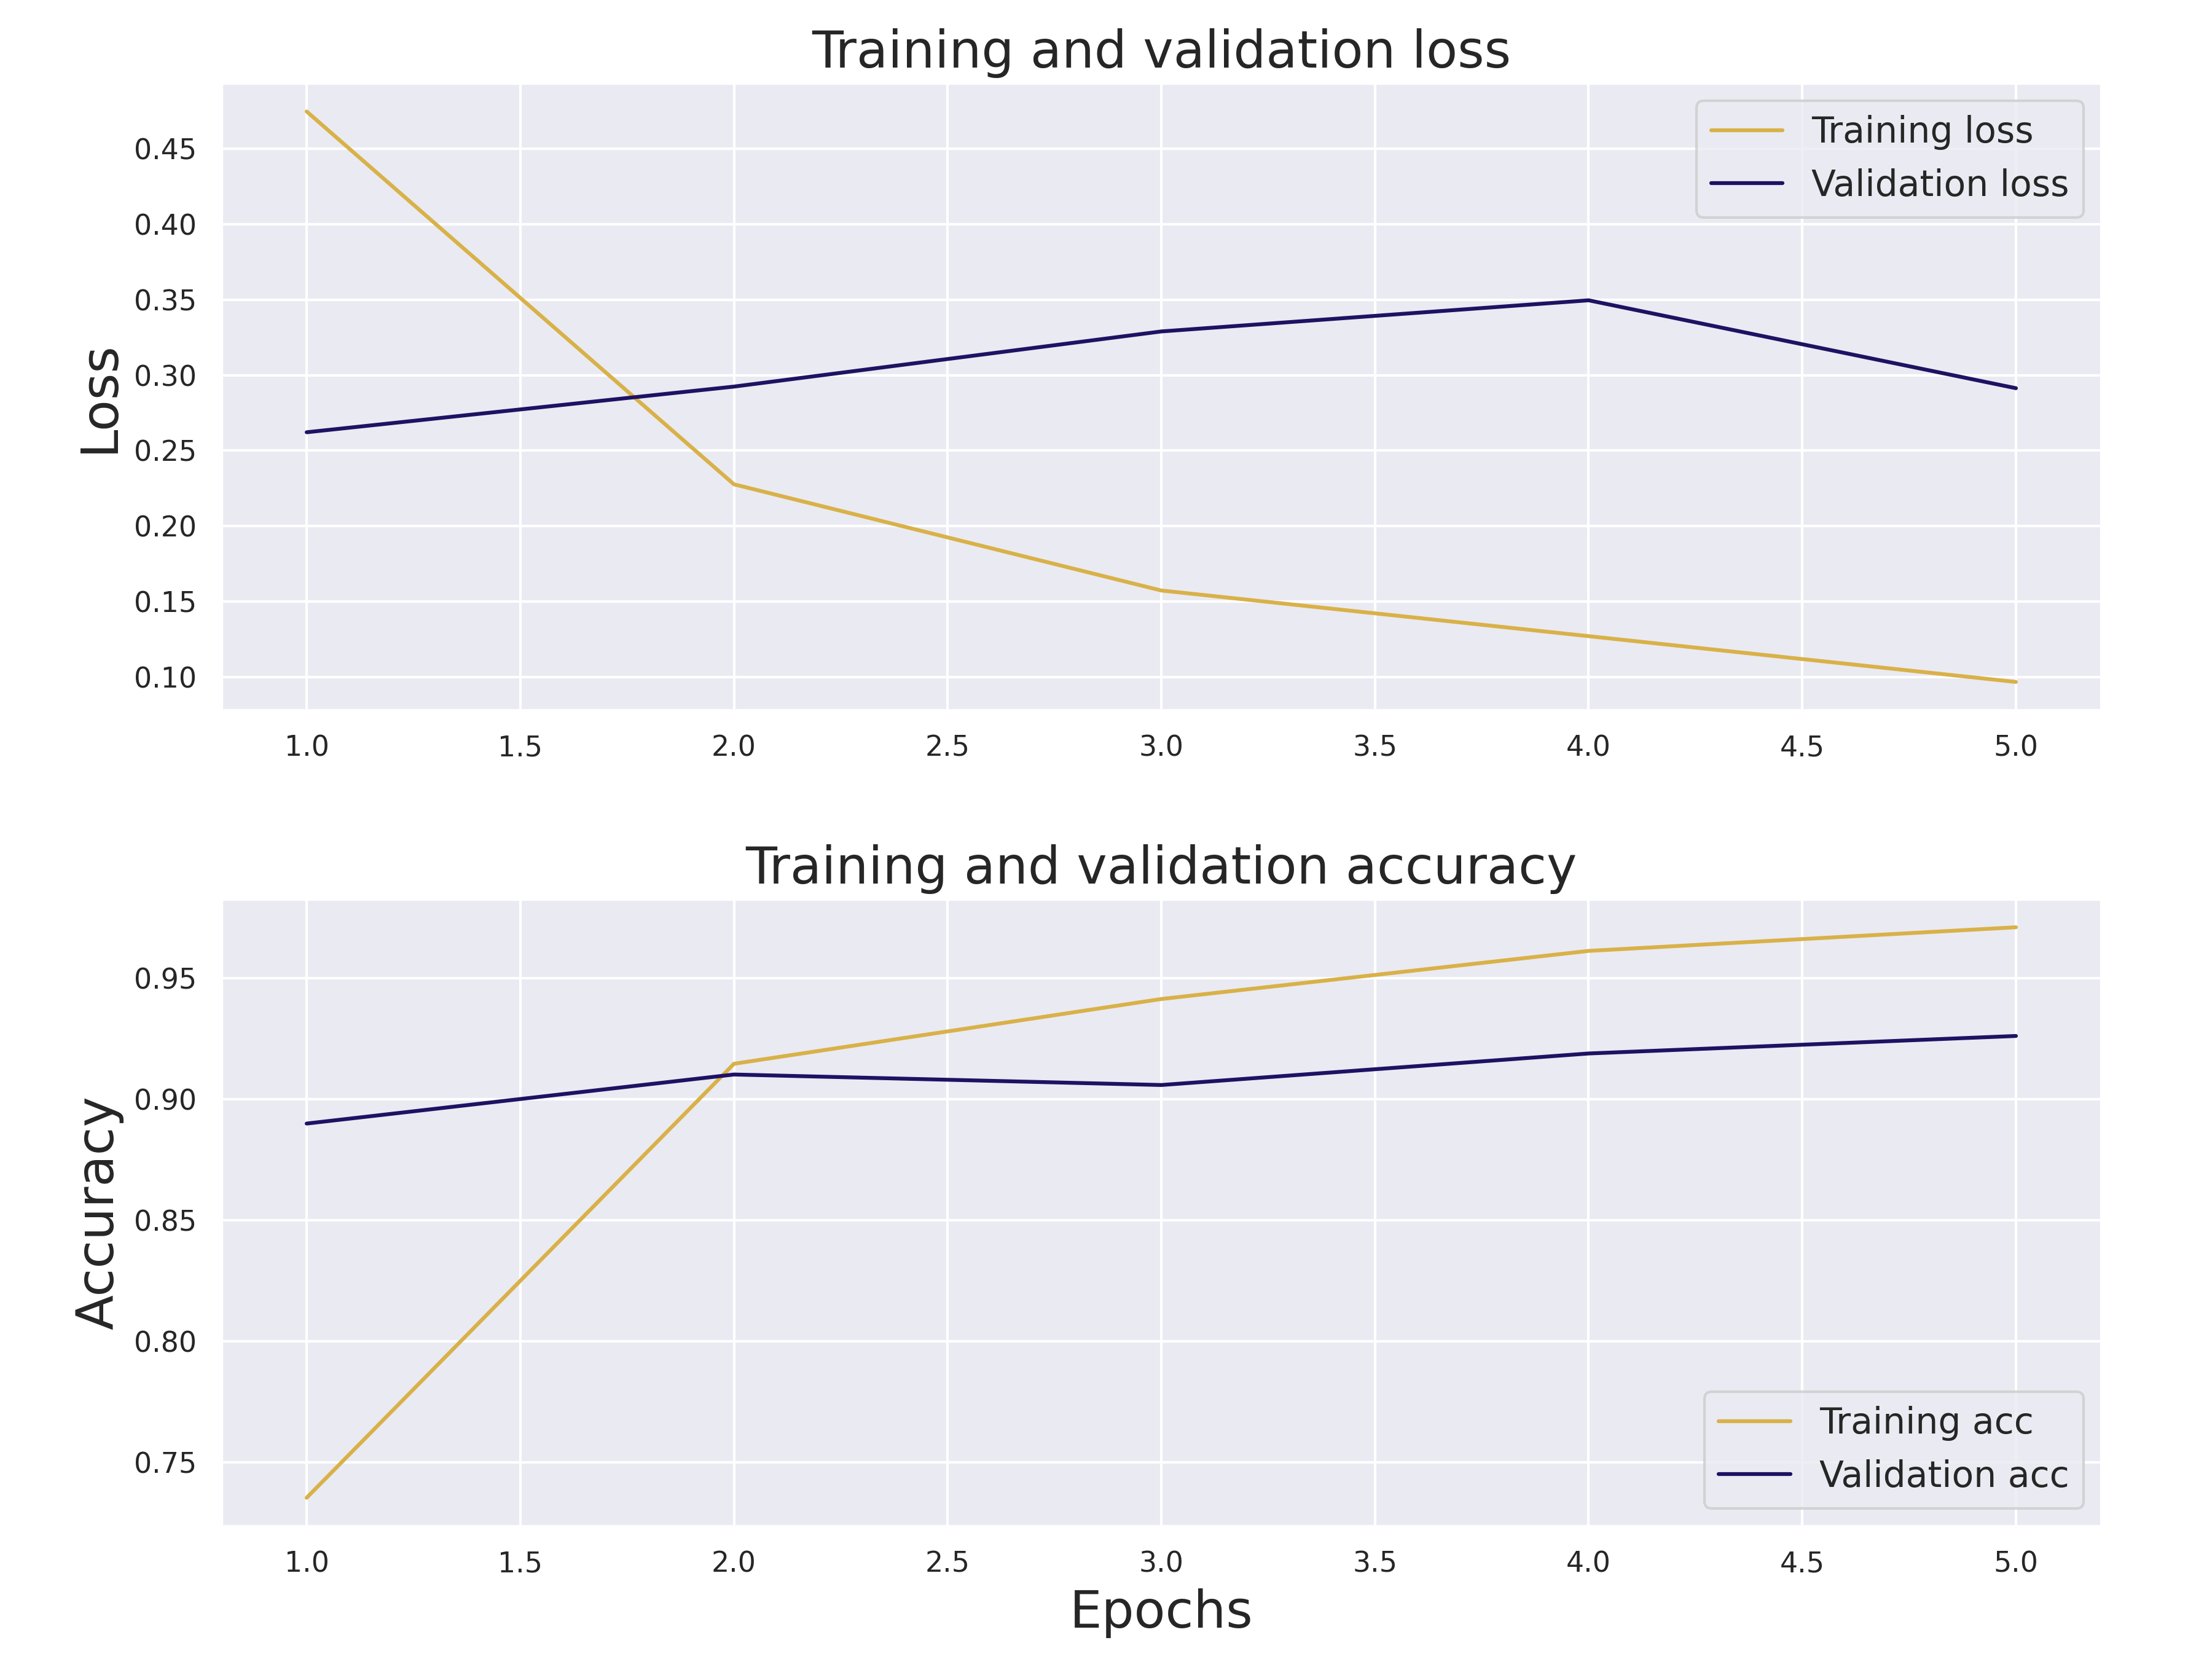 Training and validation loss
Training loss
Validation loss
Loss
0.45
0.40
0.35
0.30
0.25
0.20
0.15
0.10
1.0 1.5 2.0 2.5 3.0 3.5 4.0 4.5 5.0
Training and validation accuracy
Accuracy
0.95
0.90
0.85
0.80
0.75
Training acc
Validation acc
1.0 1.5 2.0 2.5 3.0 3.5 4.0 4.5 5.0
Epochs